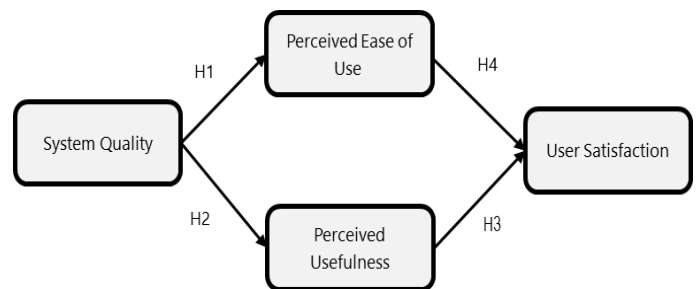 Perceived Ease of
Use
H1
H4
System Quality
User Satisfaction
H2
H3
Perceived
Usefulness